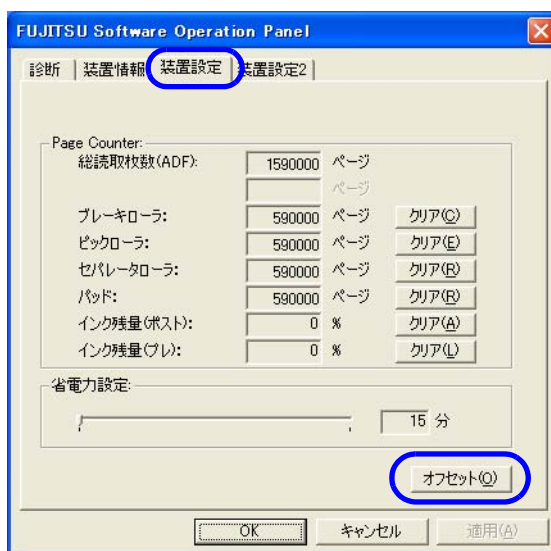 FUJITSU Software Operation Panel
診断 装置情報 装置設定 装置設定2
Page Counter:
総読取枚数(ADF): 1590000 ページ
ページ
ブレーキローラ: 590000 ページ クリア(C)
ピックローラ: 590000 ページ クリア(E)
セパレータローラ: 590000 ページ クリア(R)
パッド: 590000 ページ クリア(R)
インク残量(ポスト): 0 % クリア(A)
インク残量(プレ): 0 % クリア(L)
省電力設定:
15 分
オフセット(O)
OK キャンセル 適用(A)